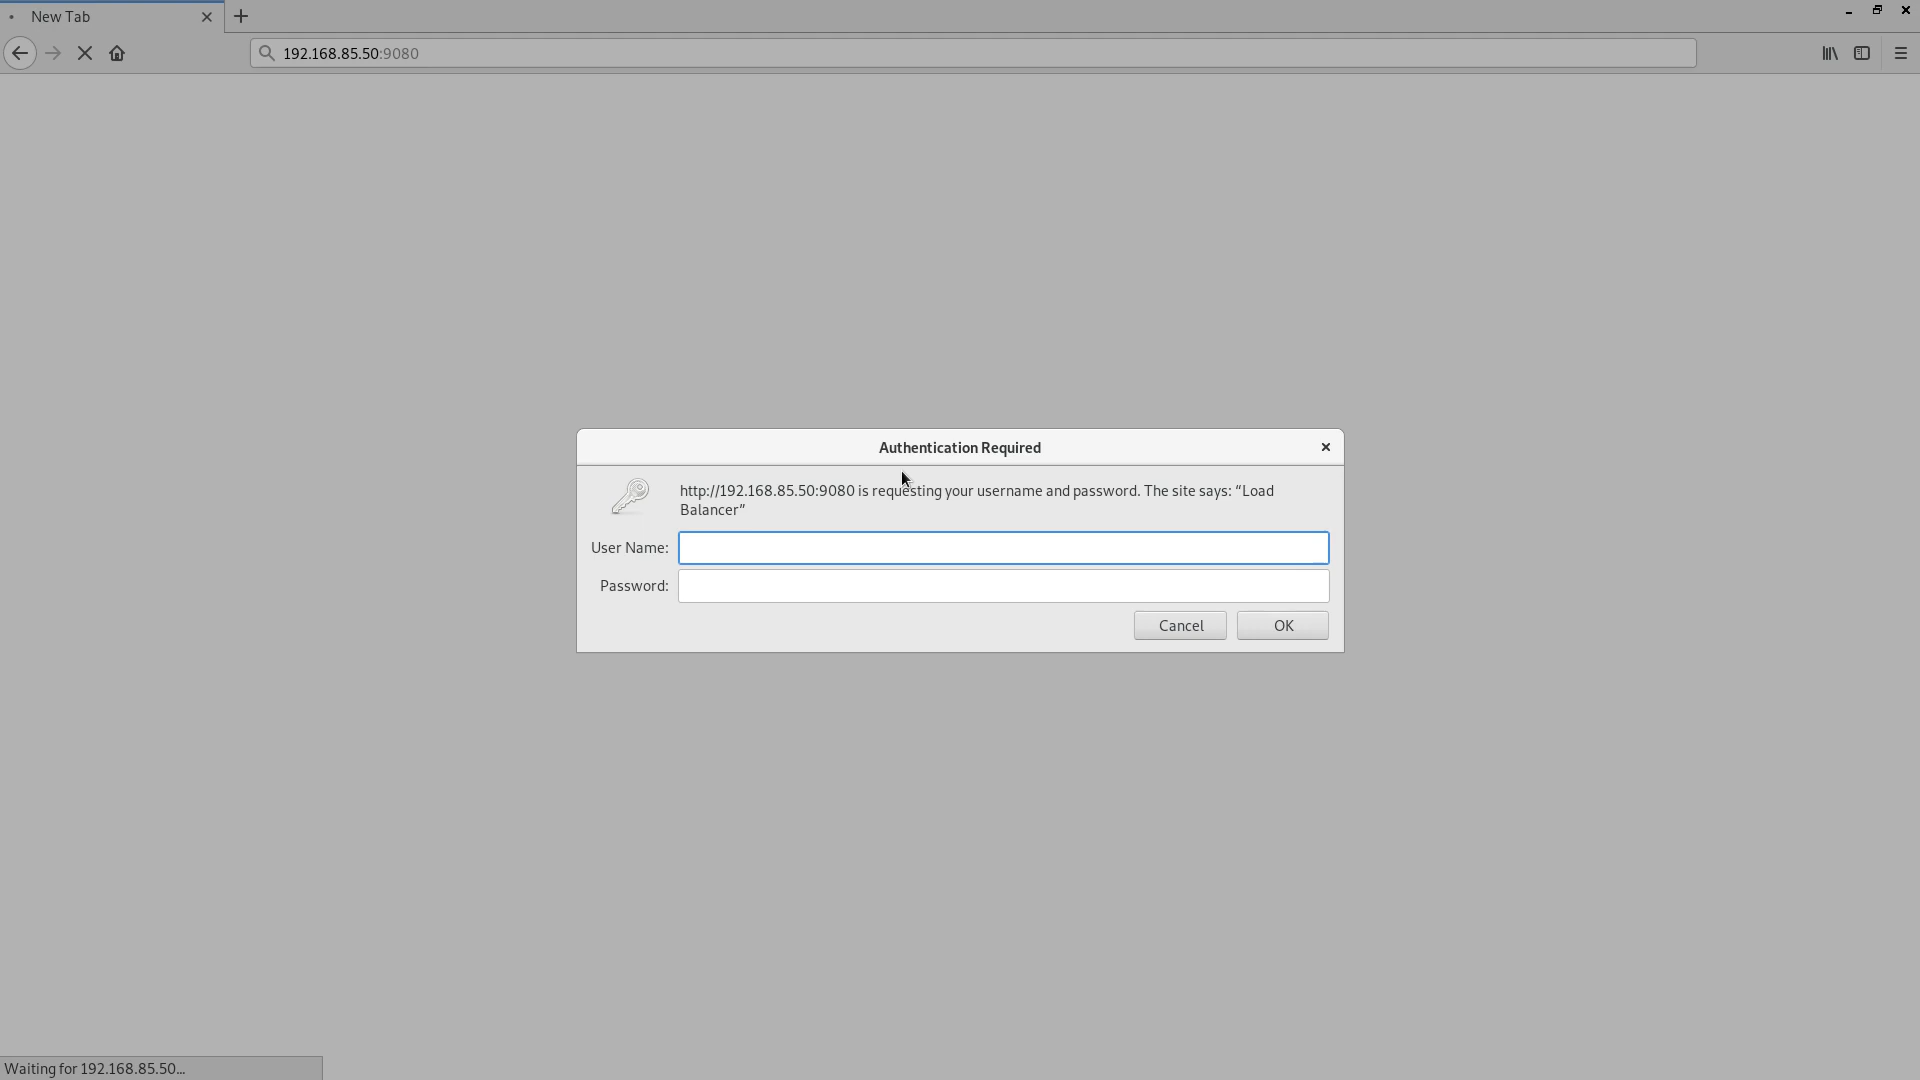 New Tab
192.168.85.50:9080
Authentication Required
http://192.168.85.50:9080 is requesting your username and password. The site says: “Load
Balancer”
User Name:
Password:
Cancel
OK
Waiting for 192.168.85.50...